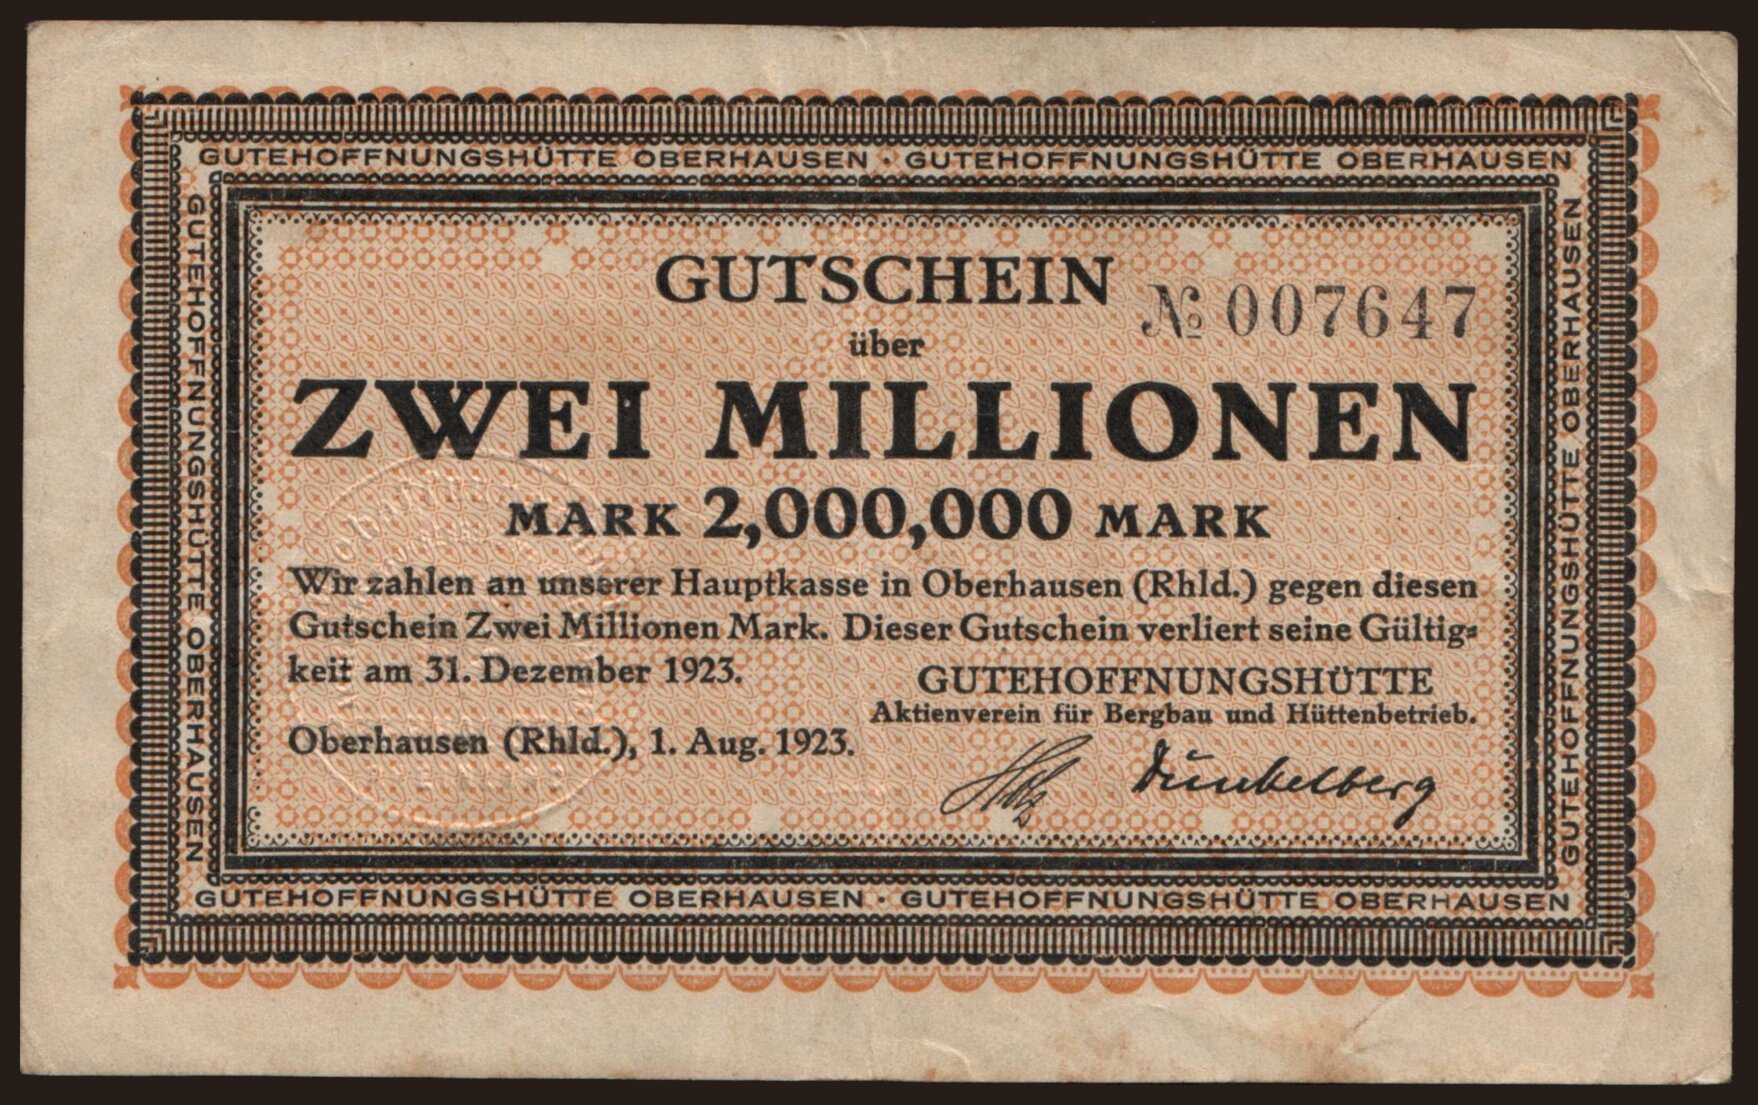 GUTEHOFFNUNGSHÜTTE OBERHAUSEN · GUTEHOFFNUNGSHÜTTE OBERHAUSEN
GUTEHOFFNUNGSHÜTTE OBERHAUSEN
GUTEHOFFNUNGSHÜTTE OBERHAUSEN
GUTSCHEIN
№ 007647
über
ZWEI MILLIONEN
MARK 2,000,000 MARK
Wir zahlen an unserer Hauptkasse in Oberhausen (Rhld.) gegen diesen
Gutschein Zwei Millionen Mark. Dieser Gutschein verliert seine Gültig-
keit am 31. Dezember 1923.
GUTEHOFFNUNGSHÜTTE
Aktienverein für Bergbau und Hüttenbetrieb.
Oberhausen (Rhld.), 1. Aug. 1923.
Dünkelberg
GUTEHOFFNUNGSHÜTTE OBERHAUSEN · GUTEHOFFNUNGSHÜTTE OBERHAUSEN